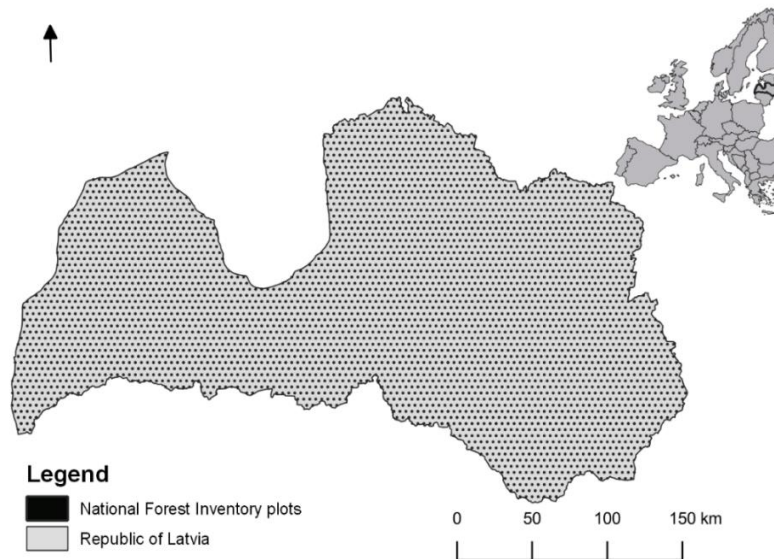 Legend
National Forest Inventory plots
Republic of Latvia
0 50 100 150 km